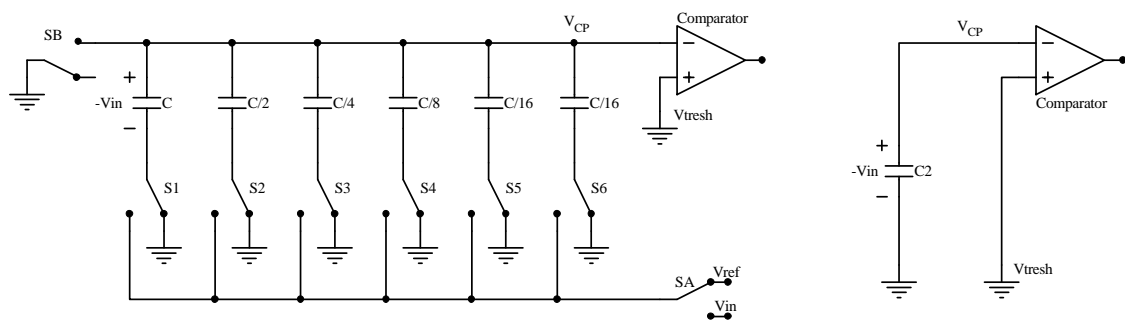 Comparator
SB
V_CP
V_CP
+
-Vin
−
C
C/2
C/4
C/8
C/16
C/16
−
+
Vtresh
−
+
Comparator
S1
S2
S3
S4
S5
S6
+
-Vin
−
C2
SA
Vref
Vin
Vtresh